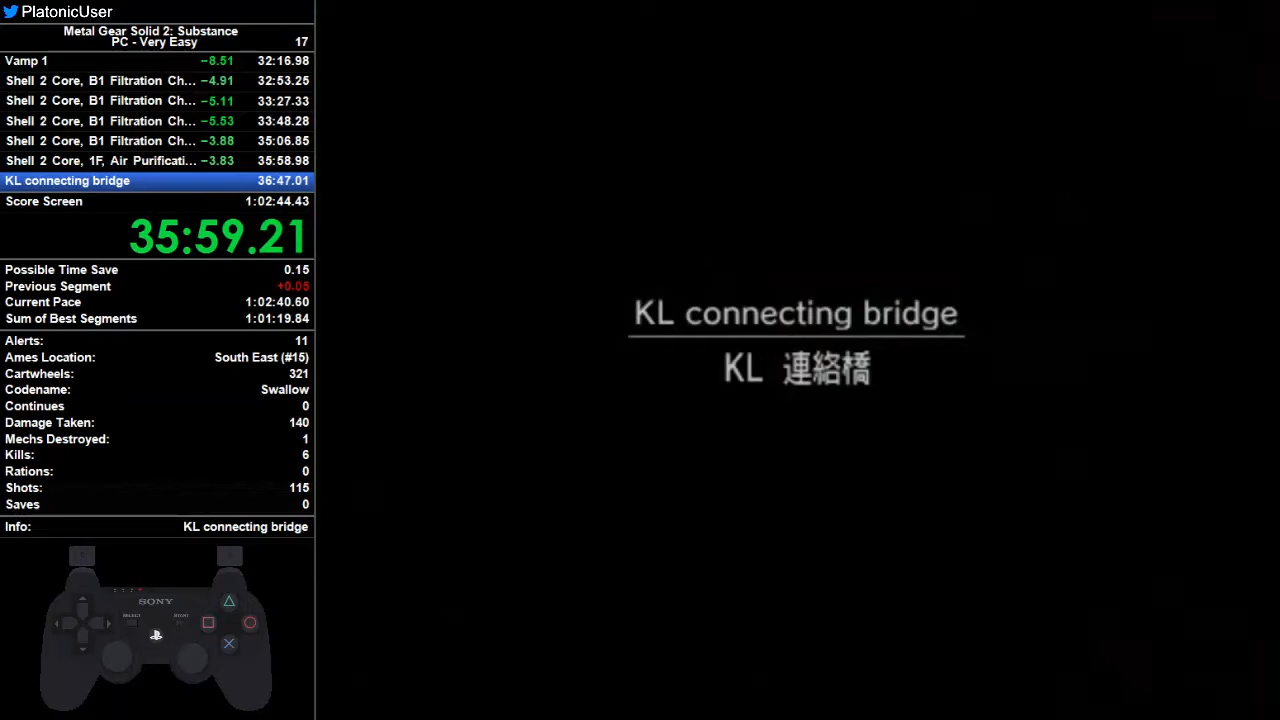 PlatonicUser
Metal Gear Solid 2: Substance
PC - Very Easy 17
Vamp 1 −8.51 32:16.98
Shell 2 Core, B1 Filtration Ch... −4.91 32:53.25
Shell 2 Core, B1 Filtration Ch... −5.11 33:27.33
Shell 2 Core, B1 Filtration Ch... −5.53 33:48.28
Shell 2 Core, B1 Filtration Ch... −3.88 35:06.85
Shell 2 Core, 1F, Air Purificati... −3.83 35:58.98
KL connecting bridge 36:47.01
Score Screen 1:02:44.43
35:59.21
Possible Time Save 0.15
Previous Segment +0.05
Current Pace 1:02:40.60
Sum of Best Segments 1:01:19.84
Alerts: 11
Ames Location: South East (#15)
Cartwheels: 321
Codename: Swallow
Continues 0
Damage Taken: 140
Mechs Destroyed: 1
Kills: 6
Rations: 0
Shots: 115
Saves 0
Info: KL connecting bridge
SONY
SELECT START
KL connecting bridge
KL 連絡橋